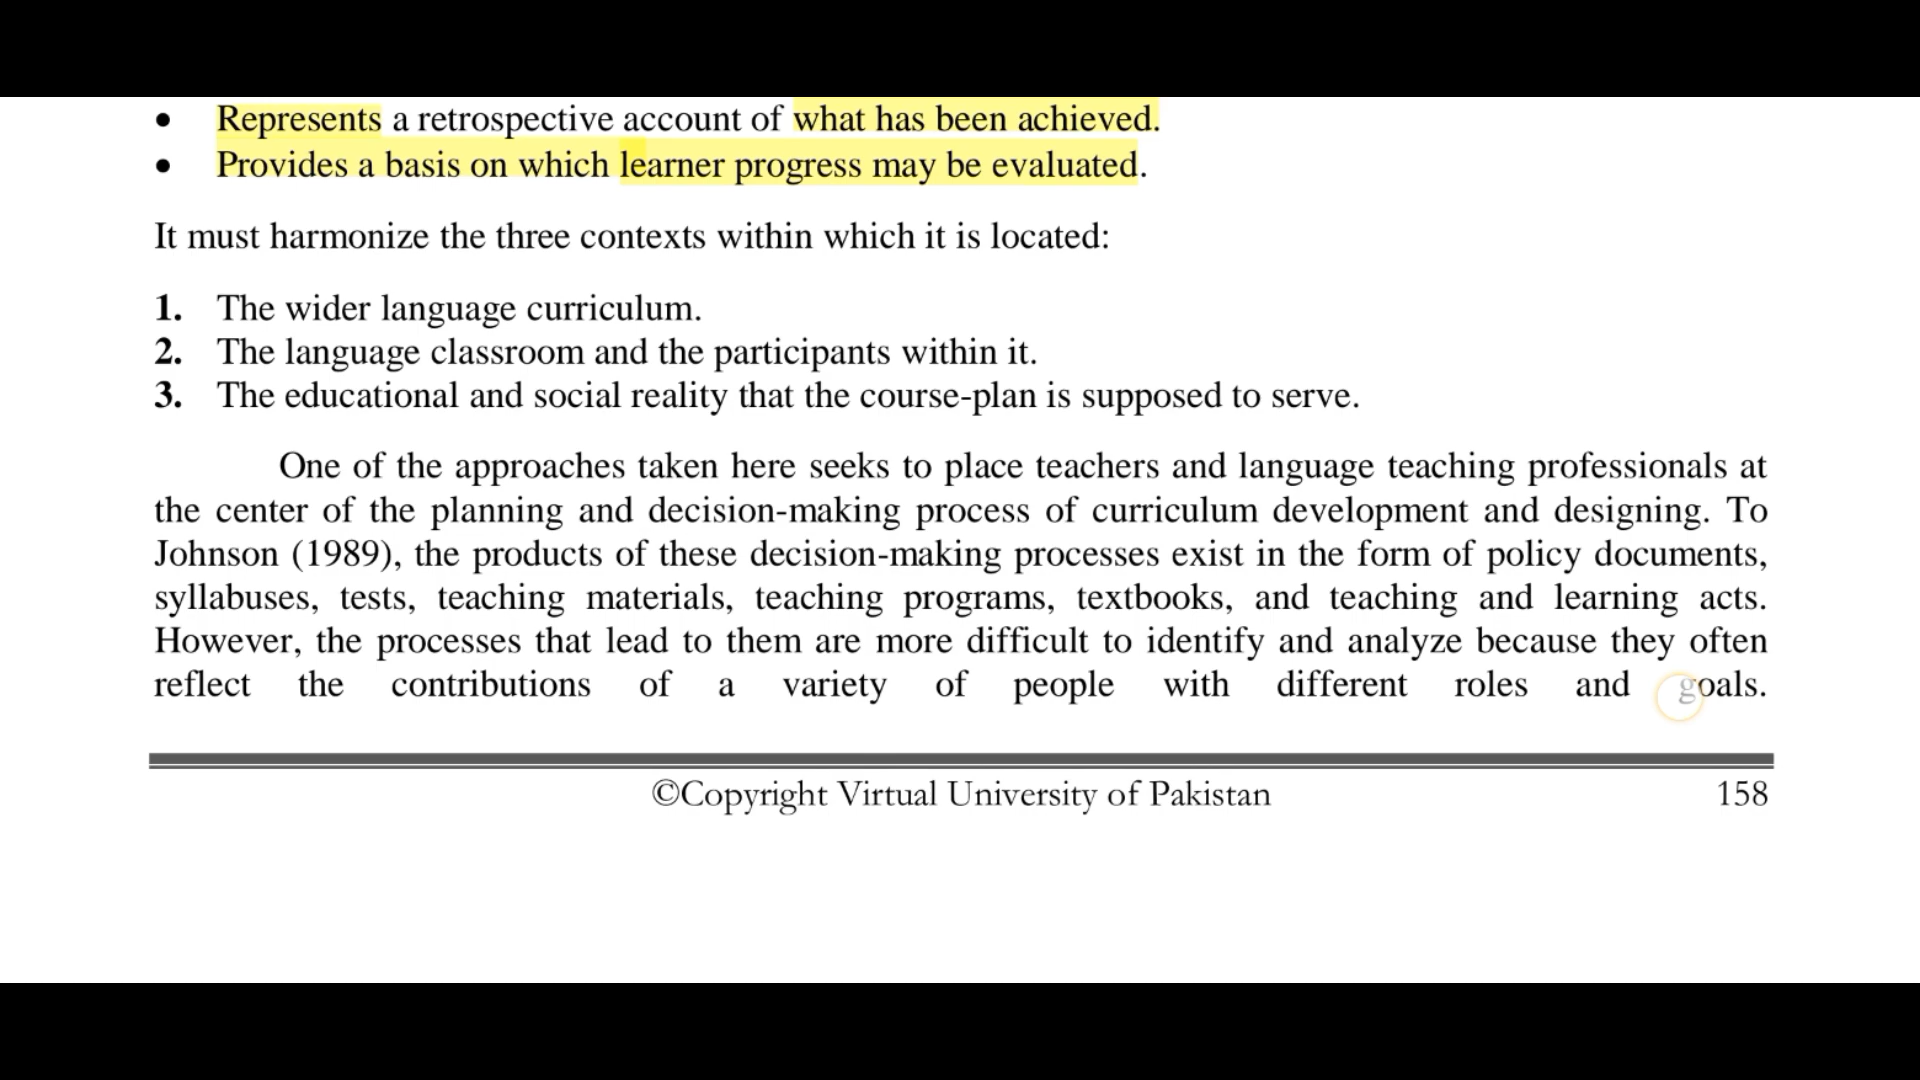 • Represents a retrospective account of what has been achieved.
• Provides a basis on which learner progress may be evaluated.
It must harmonize the three contexts within which it is located:
1. The wider language curriculum.
2. The language classroom and the participants within it.
3. The educational and social reality that the course-plan is supposed to serve.
One of the approaches taken here seeks to place teachers and language teaching professionals at
the center of the planning and decision-making process of curriculum development and designing. To
Johnson (1989), the products of these decision-making processes exist in the form of policy documents,
syllabuses, tests, teaching materials, teaching programs, textbooks, and teaching and learning acts.
However, the processes that lead to them are more difficult to identify and analyze because they often
reflect the contributions of a variety of people with different roles and goals.
©Copyright Virtual University of Pakistan 158